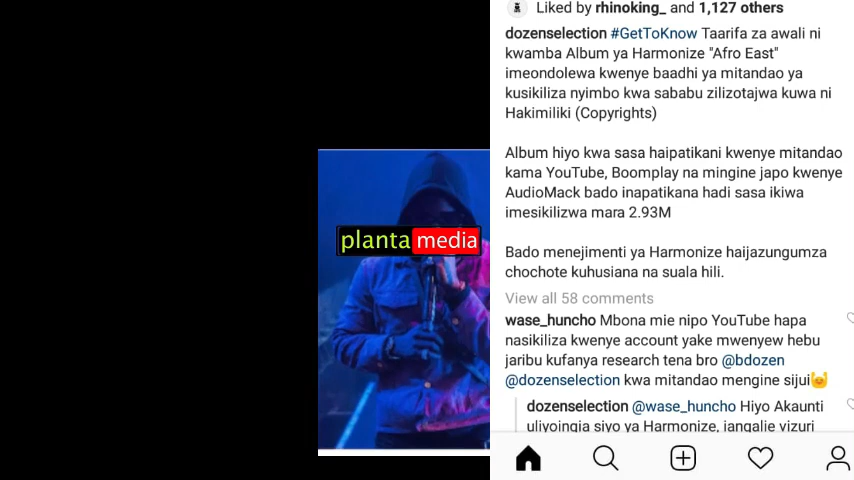 Liked by rhinoking_ and 1,127 others
dozenselection #GetToKnow Taarifa za awali ni
kwamba Album ya Harmonize "Afro East"
imeondolewa kwenye baadhi ya mitandao ya
kusikiliza nyimbo kwa sababu zilizotajwa kuwa ni
Hakimiliki (Copyrights)
Album hiyo kwa sasa haipatikani kwenye mitandao
kama YouTube, Boomplay na mingine japo kwenye
AudioMack bado inapatikana hadi sasa ikiwa
imesikilizwa mara 2.93M
Bado menejimenti ya Harmonize haijazungumza
chochote kuhusiana na suala hili.
View all 58 comments
wase_huncho Mbona mie nipo YouTube hapa
nasikiliza kwenye account yake mwenyew hebu
jaribu kufanya research tena bro @bdozen
@dozenselection kwa mitandao mengine sijui🤘
dozenselection @wase_huncho Hiyo Akaunti
uliyoingia siyo ya Harmonize, iangalie vizuri
planta media